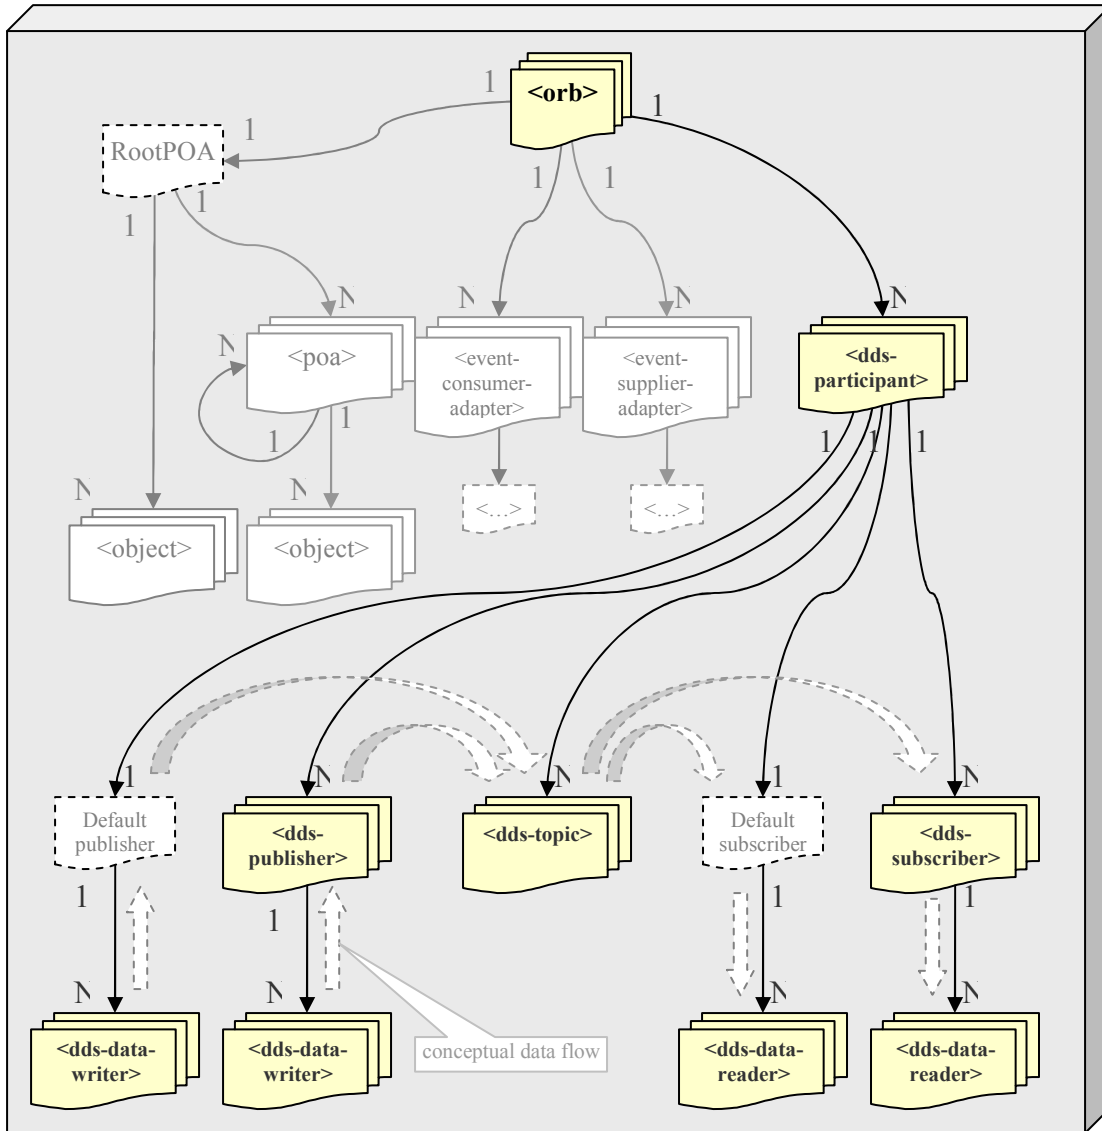 <orb>
1
1
1
RootPOA
1
1
1
1
1
N
N
N
N
N
<poa>
<event-
consumer-
adapter>
<event-
supplier-
adapter>
<dds-
participant>
1
1
1
1
1
N
N
<...>
<...>
<object>
<object>
1
N
N
1
N
Default
publisher
<dds-
publisher>
<dds-topic>
Default
subscriber
<dds-
subscriber>
1
1
1
1
N
N
N
N
<dds-data-
writer>
<dds-data-
writer>
conceptual data flow
<dds-data-
reader>
<dds-data-
reader>